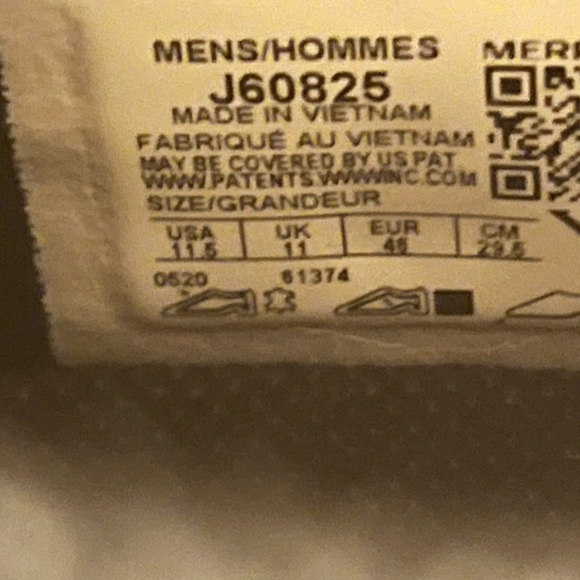 MENS/HOMMES MERR
J60825
MADE IN VIETNAM
FABRIQUÉ AU VIETNAM
MAY BE COVERED BY US PAT
WWW.PATENTS.WWWINC.COM
SIZE/GRANDEUR
USA UK EUR CM
11.5 11 46 29.5
0620 61374